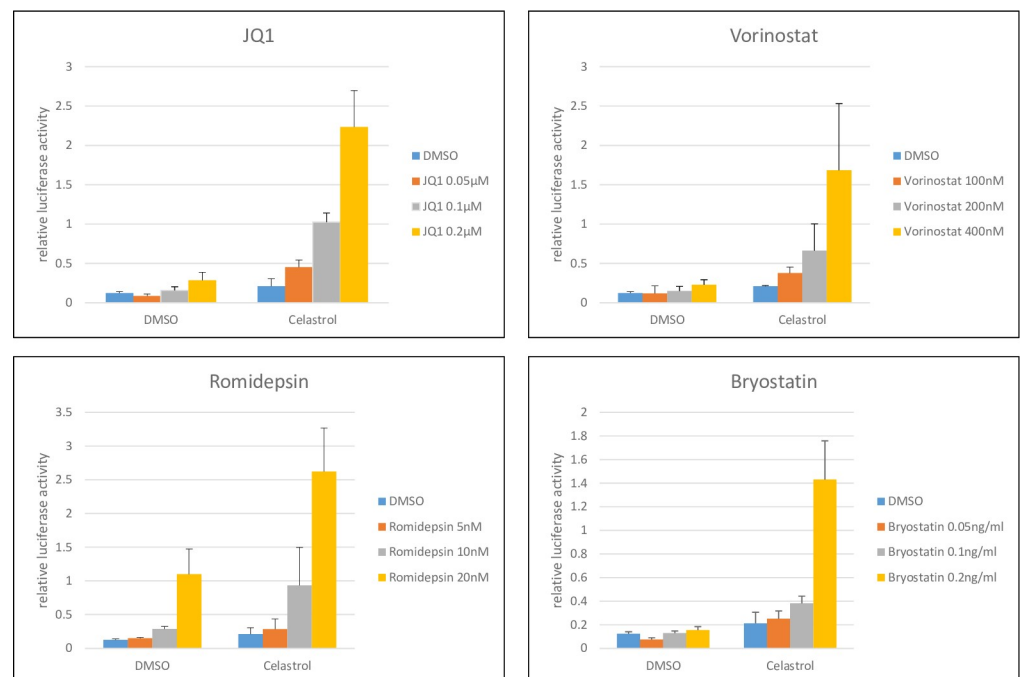 JQ1
relative luciferase activity
3
2.5
2
1.5
1
0.5
0
DMSO Celastrol
DMSO
JQ1 0.05µM
JQ1 0.1µM
JQ1 0.2µM
Vorinostat
relative luciferase activity
3
2.5
2
1.5
1
0.5
0
DMSO Celastrol
DMSO
Vorinostat 100nM
Vorinostat 200nM
Vorinostat 400nM
Romidepsin
relative luciferase activity
3.5
3
2.5
2
1.5
1
0.5
0
DMSO Celastrol
DMSO
Romidepsin 5nM
Romidepsin 10nM
Romidepsin 20nM
Bryostatin
relative luciferase activity
2
1.8
1.6
1.4
1.2
1
0.8
0.6
0.4
0.2
0
DMSO Celastrol
DMSO
Bryostatin 0.05ng/ml
Bryostatin 0.1ng/ml
Bryostatin 0.2ng/ml